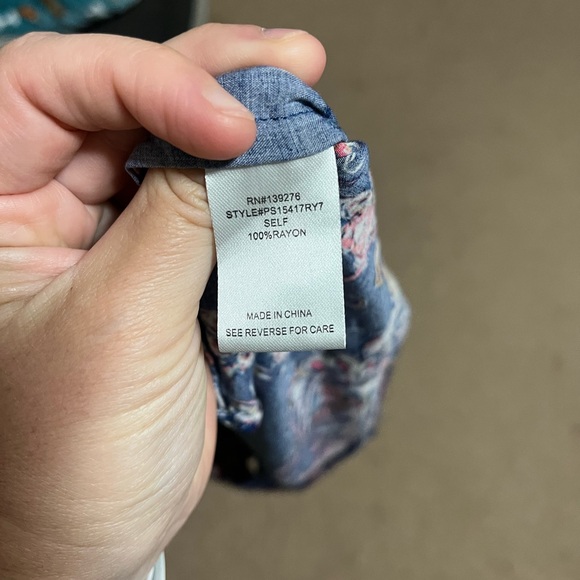 RN#139276
STYLE#PS15417RY7
SELF
100%RAYON
MADE IN CHINA
SEE REVERSE FOR CARE